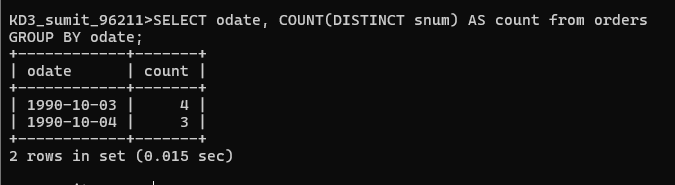 KD3_sumit_96211>SELECT odate, COUNT(DISTINCT snum) AS count from orders
GROUP BY odate;
+------------+-------+
| odate      | count |
+------------+-------+
| 1990-10-03 |     4 |
| 1990-10-04 |     3 |
+------------+-------+
2 rows in set (0.015 sec)